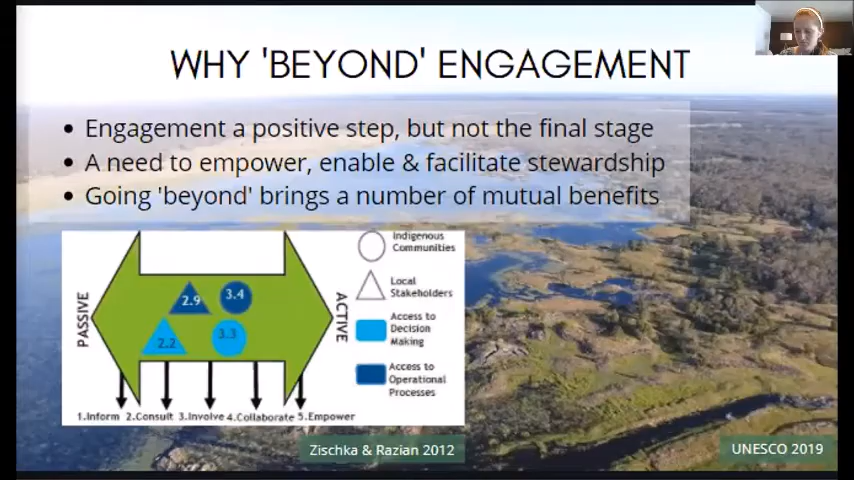 WHY 'BEYOND' ENGAGEMENT
• Engagement a positive step, but not the final stage
• A need to empower, enable & facilitate stewardship
• Going 'beyond' brings a number of mutual benefits
PASSIVE
2.9
3.4
2.2
3.3
ACTIVE
Indigenous
Communities
Local
Stakeholders
Access to
Decision
Making
Access to
Operational
Processes
1.Inform 2.Consult 3.Involve 4.Collaborate 5.Empower
Zischka & Razian 2012
UNESCO 2019